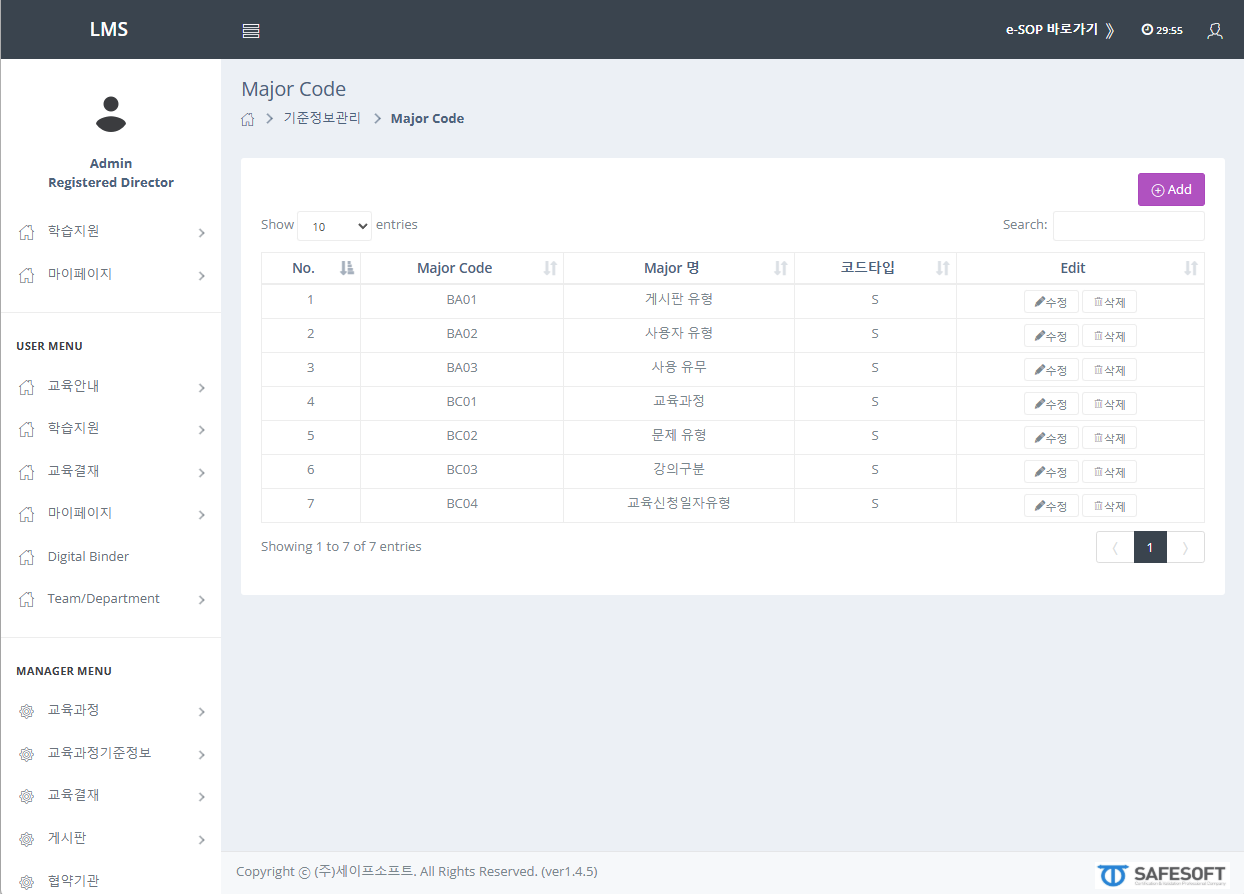 LMS
e-SOP 바로가기 》 29:55
Admin
Registered Director
학습지원
마이페이지
USER MENU
교육안내
학습지원
교육결재
마이페이지
Digital Binder
Team/Department
MANAGER MENU
교육과정
교육과정기준정보
교육결재
게시판
협약기관
Major Code
기준정보관리 > Major Code
Add
Show 10 entries Search:
No. Major Code Major 명 코드타입 Edit
1 BA01 게시판 유형 S 수정 삭제
2 BA02 사용자 유형 S 수정 삭제
3 BA03 사용 유무 S 수정 삭제
4 BC01 교육과정 S 수정 삭제
5 BC02 문제 유형 S 수정 삭제
6 BC03 강의구분 S 수정 삭제
7 BC04 교육신청일자유형 S 수정 삭제
Showing 1 to 7 of 7 entries 〈 1 〉
Copyright ⓒ (주)세이프소프트. All Rights Reserved. (ver1.4.5)
SAFESOFT